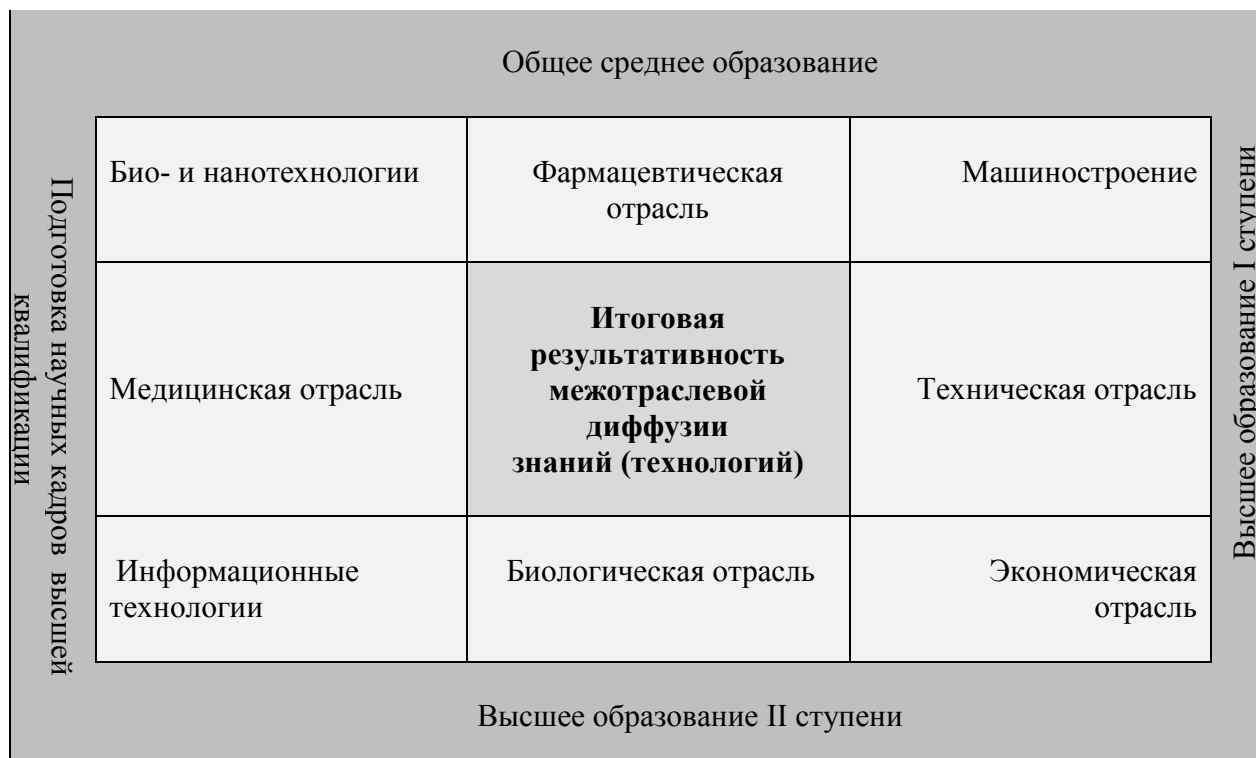 Общее среднее образование
Подготовка научных кадров высшей
квалификации
Био- и нанотехнологии
Фармацевтическая
отрасль
Машиностроение
Высшее образование I ступени
Медицинская отрасль
Итоговая
результативность
межотраслевой
диффузии
знаний (технологий)
Техническая отрасль
Информационные
технологии
Биологическая отрасль
Экономическая
отрасль
Высшее образование II ступени